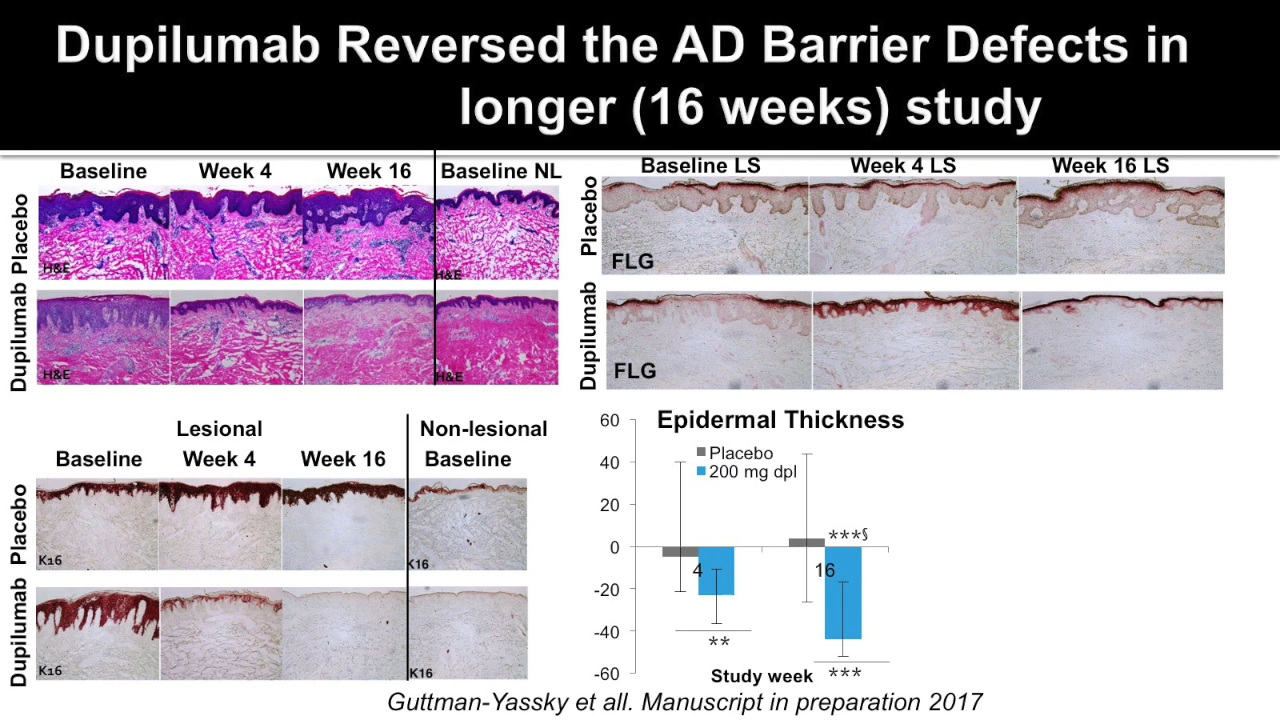 Dupilumab Reversed the AD Barrier Defects in
longer (16 weeks) study
Baseline Week 4 Week 16 Baseline NL
Placebo
H&E
H&E
Dupilumab
H&E
H&E
Baseline LS Week 4 LS Week 16 LS
Placebo
FLG
Dupilumab
FLG
Lesional Non-lesional
Baseline Week 4 Week 16 Baseline
Placebo
K16
K16
Dupilumab
K16
K16
Epidermal Thickness
Placebo
200 mg dpl
60
40
20
0
-20
-40
-60
4
16
***§
**
***
Study week
Guttman-Yassky et all. Manuscript in preparation 2017